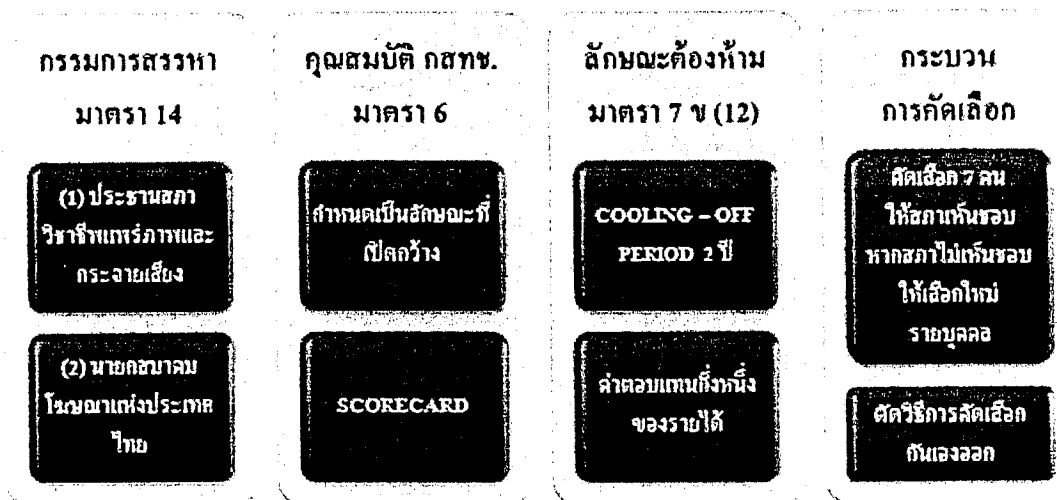 กรรมการสรรหา
มาตรา 14
(1) ประธานสภา
วิชาชีพแพร่ภาพและ
กระจายเสียง
(2) นายกสมาคม
โฆษณาแห่งประเทศ
ไทย
คุณสมบัติ กสทช.
มาตรา 6
กำหนดเป็นลักษณะที่
เปิดกว้าง
SCORECARD
ลักษณะต้องห้าม
มาตรา 7 ข (12)
COOLING – OFF
PERIOD 2 ปี
ค่าตอบแทนกึ่งหนึ่ง
ของรายได้
กระบวน
การคัดเลือก
คัดเลือก 7 คน
ให้สภาเห็นชอบ
หากสภาไม่เห็นชอบ
ให้เลือกใหม่
รายบุคคล
ตัดวิธีการคัดเลือก
กันเองออก